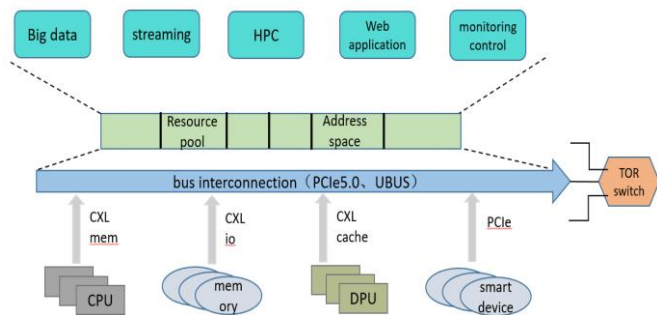 Big data
streaming
HPC
Web
application
monitoring
control
Resource
pool
Address
space
bus interconnection（PCIe5.0、UBUS）
TOR
switch
CXL
mem
CXL
io
CXL
cache
PCIe
CPU
mem
ory
DPU
smart
device